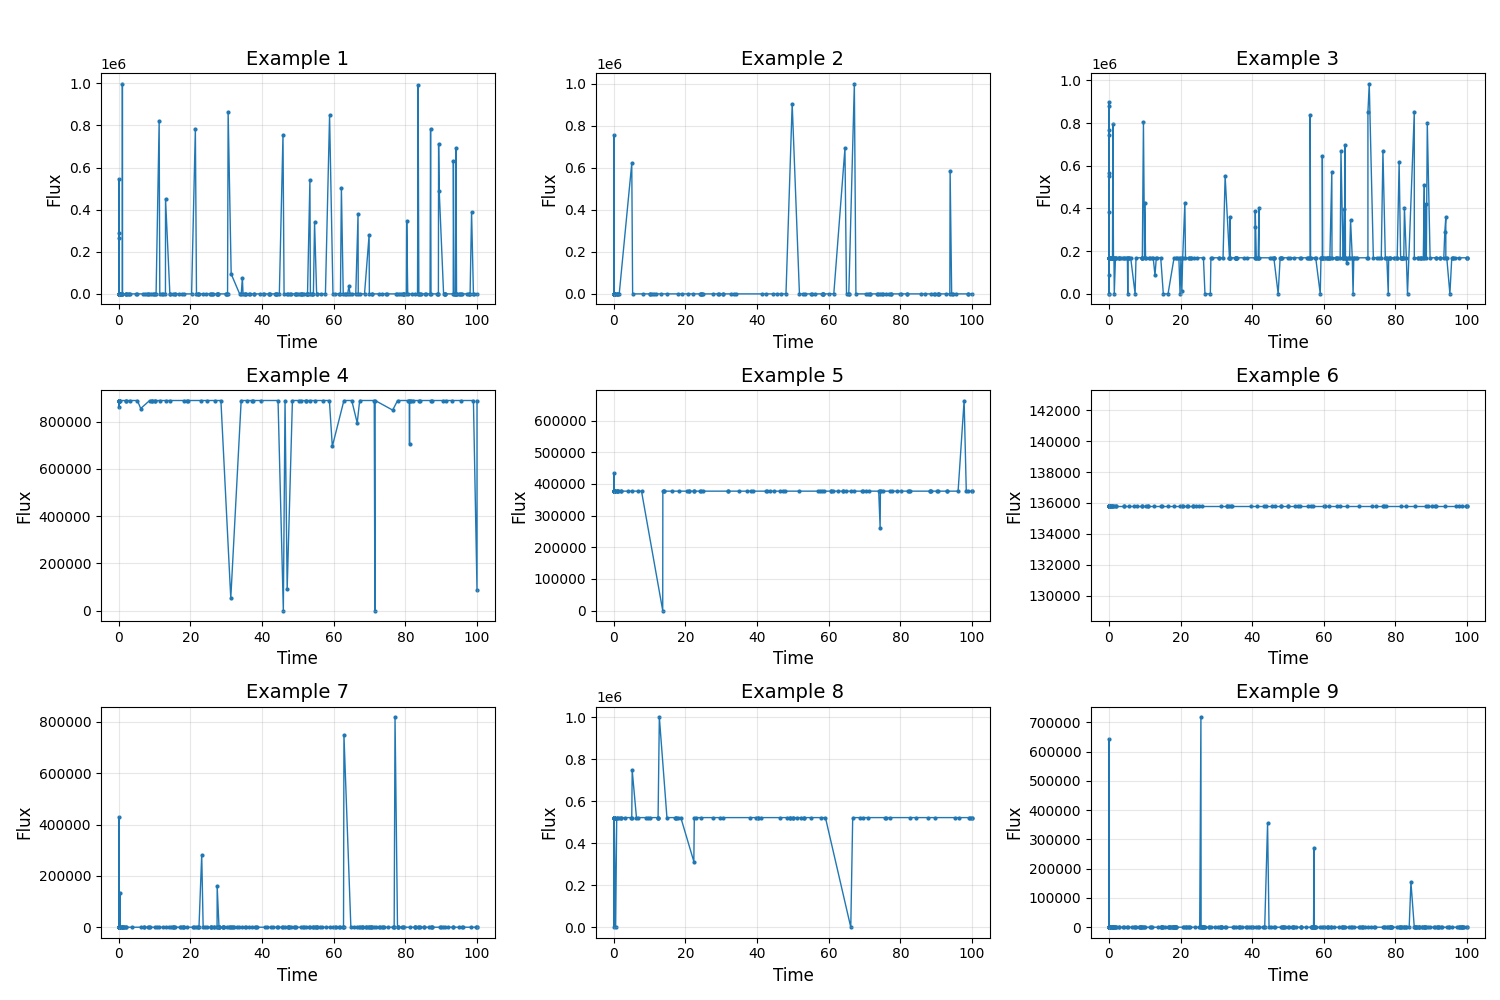 Example 1
1e6
Flux
1.0
0.8
0.6
0.4
0.2
0.0
0 20 40 60 80 100
Time
Example 2
1e6
Flux
1.0
0.8
0.6
0.4
0.2
0.0
0 20 40 60 80 100
Time
Example 3
1e6
Flux
1.0
0.8
0.6
0.4
0.2
0.0
0 20 40 60 80 100
Time
Example 4
Flux
800000
600000
400000
200000
0
0 20 40 60 80 100
Time
Example 5
Flux
600000
500000
400000
300000
200000
100000
0
0 20 40 60 80 100
Time
Example 6
Flux
142000
140000
138000
136000
134000
132000
130000
0 20 40 60 80 100
Time
Example 7
Flux
800000
600000
400000
200000
0
0 20 40 60 80 100
Time
Example 8
1e6
Flux
1.0
0.8
0.6
0.4
0.2
0.0
0 20 40 60 80 100
Time
Example 9
Flux
700000
600000
500000
400000
300000
200000
100000
0
0 20 40 60 80 100
Time